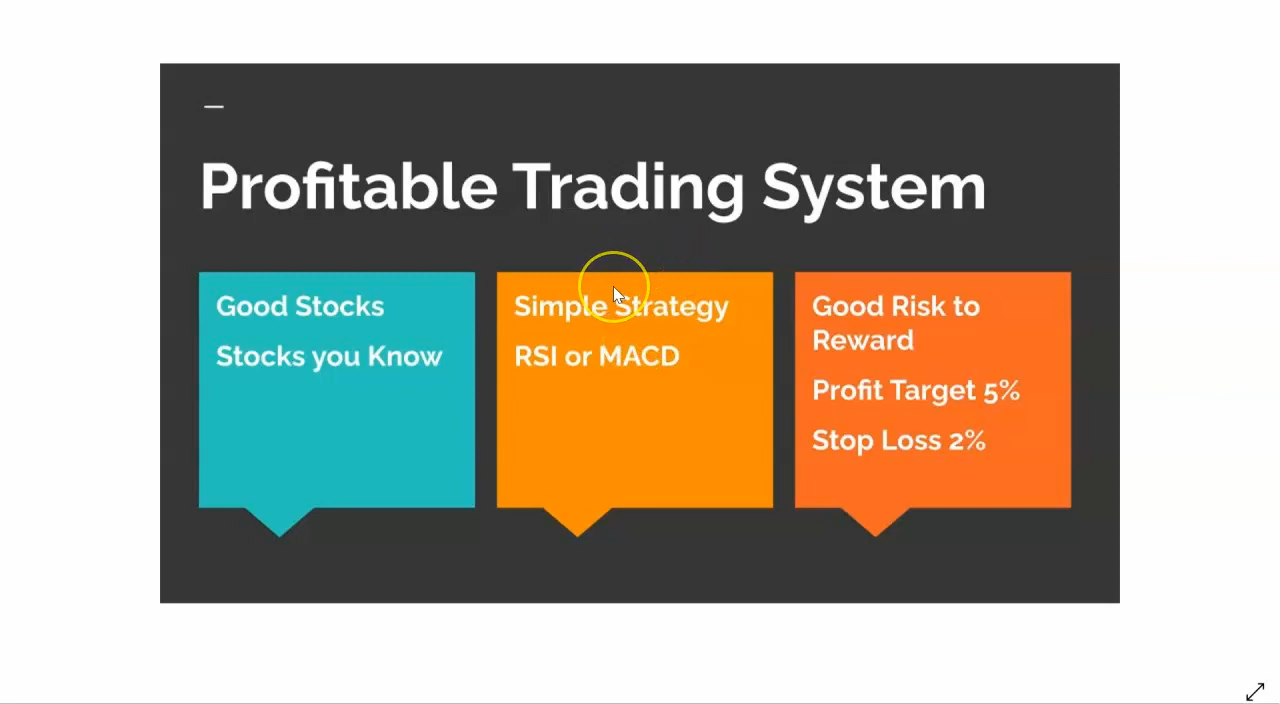 Profitable Trading System
Good Stocks
Stocks you Know
Simple Strategy
RSI or MACD
Good Risk to
Reward
Profit Target 5%
Stop Loss 2%